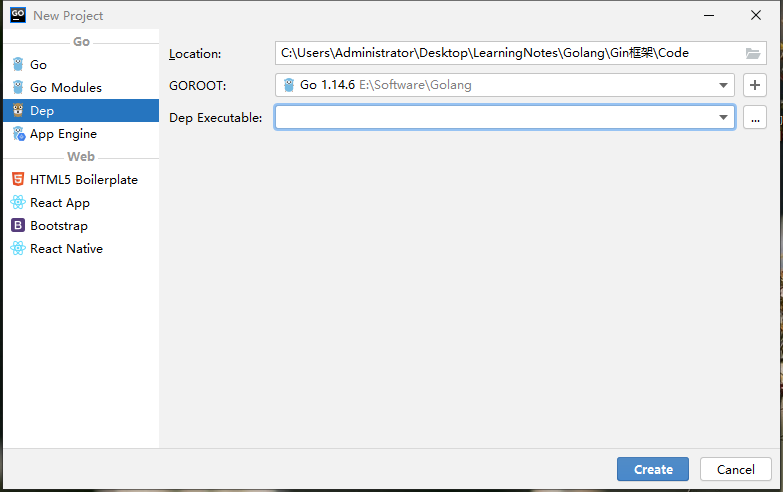 GO New Project
Go
Go
Go Modules
Dep
App Engine
Web
HTML5 Boilerplate
React App
B Bootstrap
React Native
Location: C:\Users\Administrator\Desktop\LearningNotes\Golang\Gin框架\Code
GOROOT: Go 1.14.6 E:\Software\Golang
Dep Executable: ...
Create Cancel